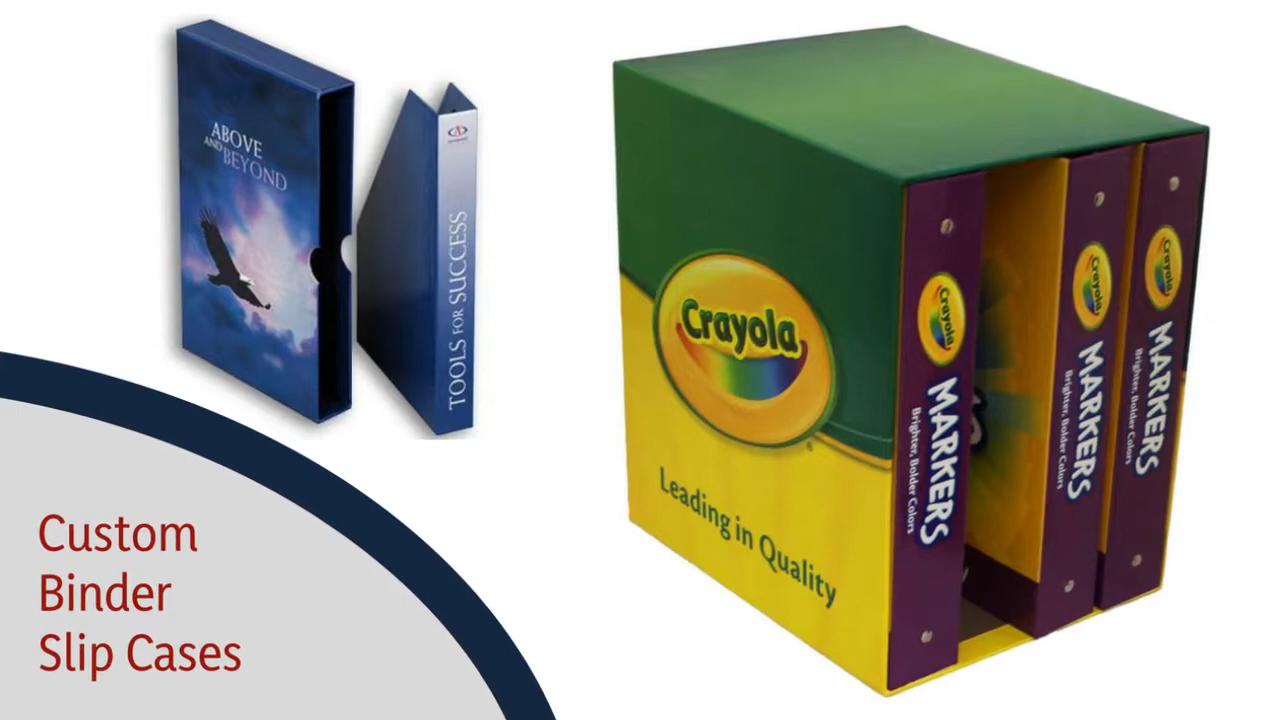 ABOVE
AND BEYOND
TOOLS FOR SUCCESS
Crayola
Leading in Quality
Crayola
MARKERS
Brighter, Bolder Colors
Crayola
MARKERS
Brighter, Bolder Colors
Crayola
MARKERS
Brighter, Bolder Colors
Custom
Binder
Slip Cases